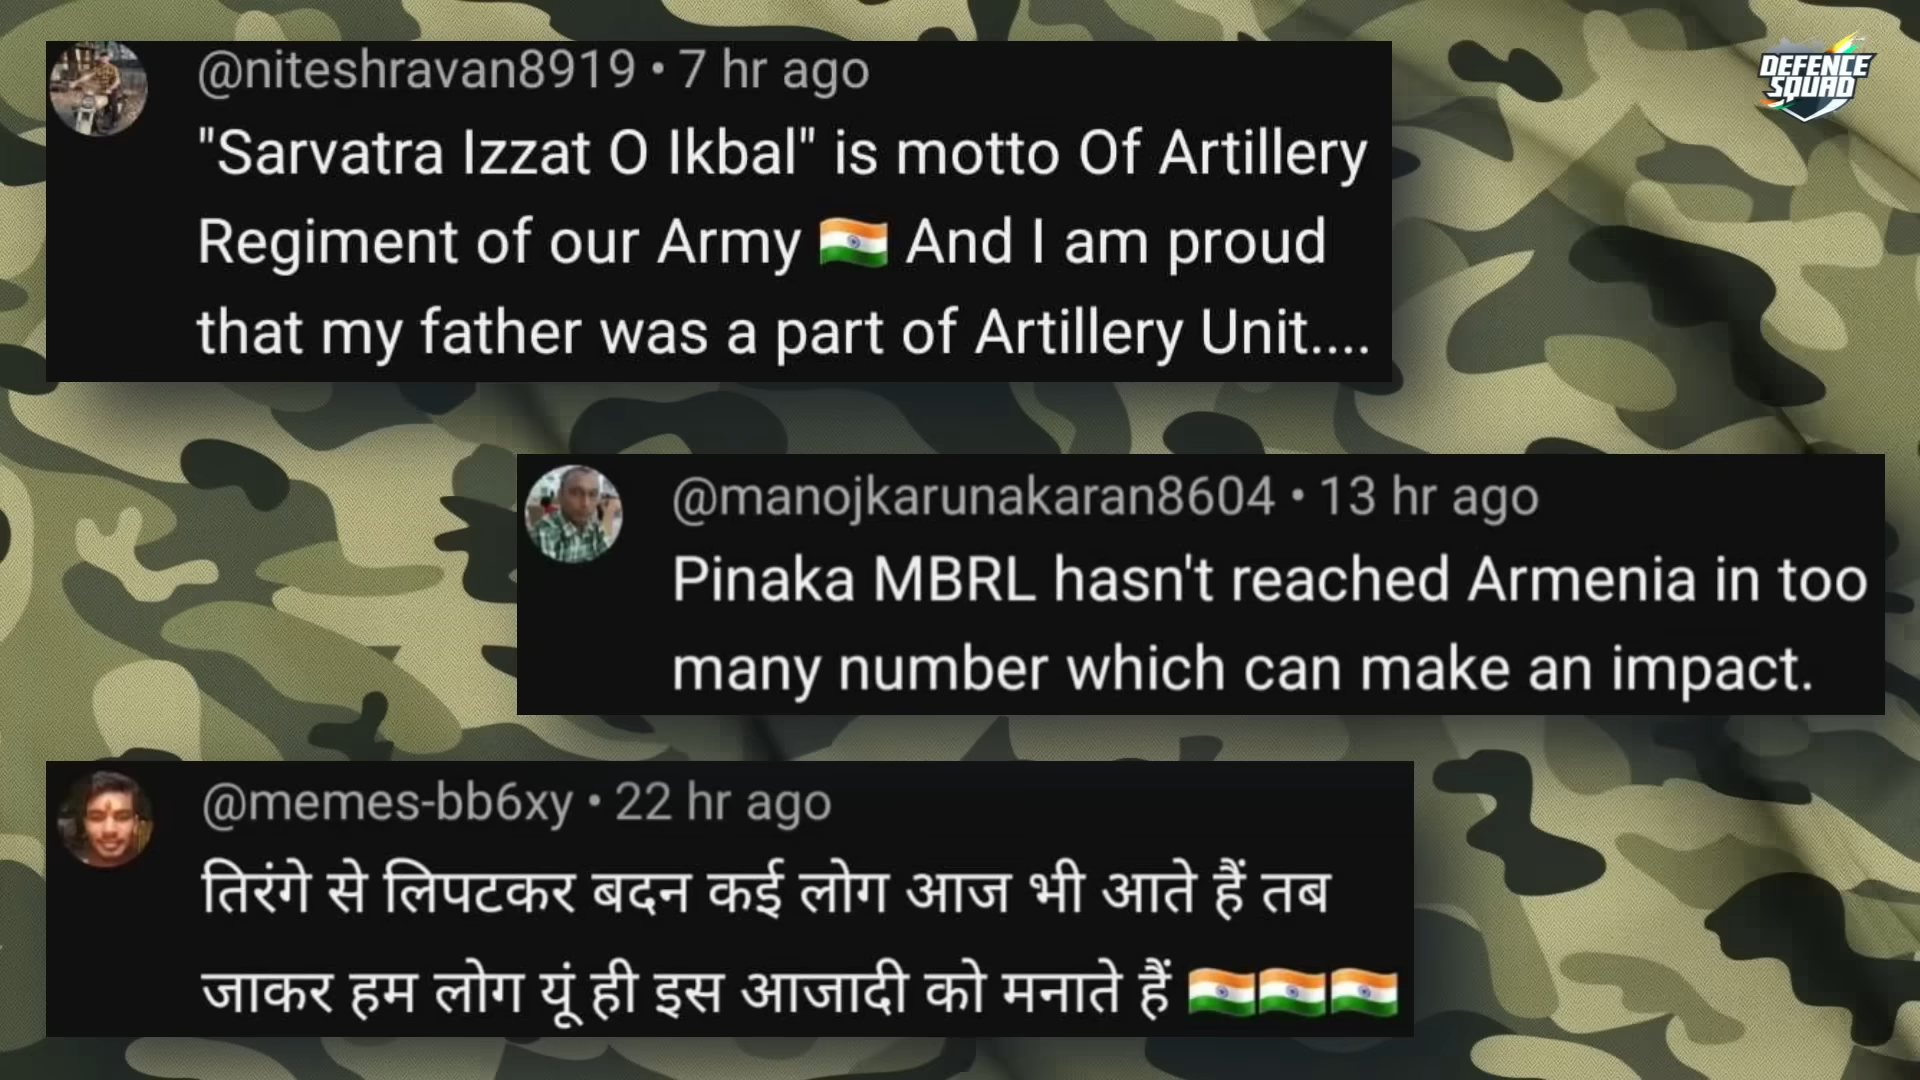 DEFENCE
SQUAD
@niteshravan8919 • 7 hr ago
"Sarvatra Izzat O Ikbal" is motto Of Artillery
Regiment of our Army 🇮🇳 And I am proud
that my father was a part of Artillery Unit....
@manojkarunakaran8604 • 13 hr ago
Pinaka MBRL hasn't reached Armenia in too
many number which can make an impact.
@memes-bb6xy • 22 hr ago
तिरंगे से लिपटकर बदन कई लोग आज भी आते हैं तब
जाकर हम लोग यूं ही इस आजादी को मनाते हैं 🇮🇳🇮🇳🇮🇳